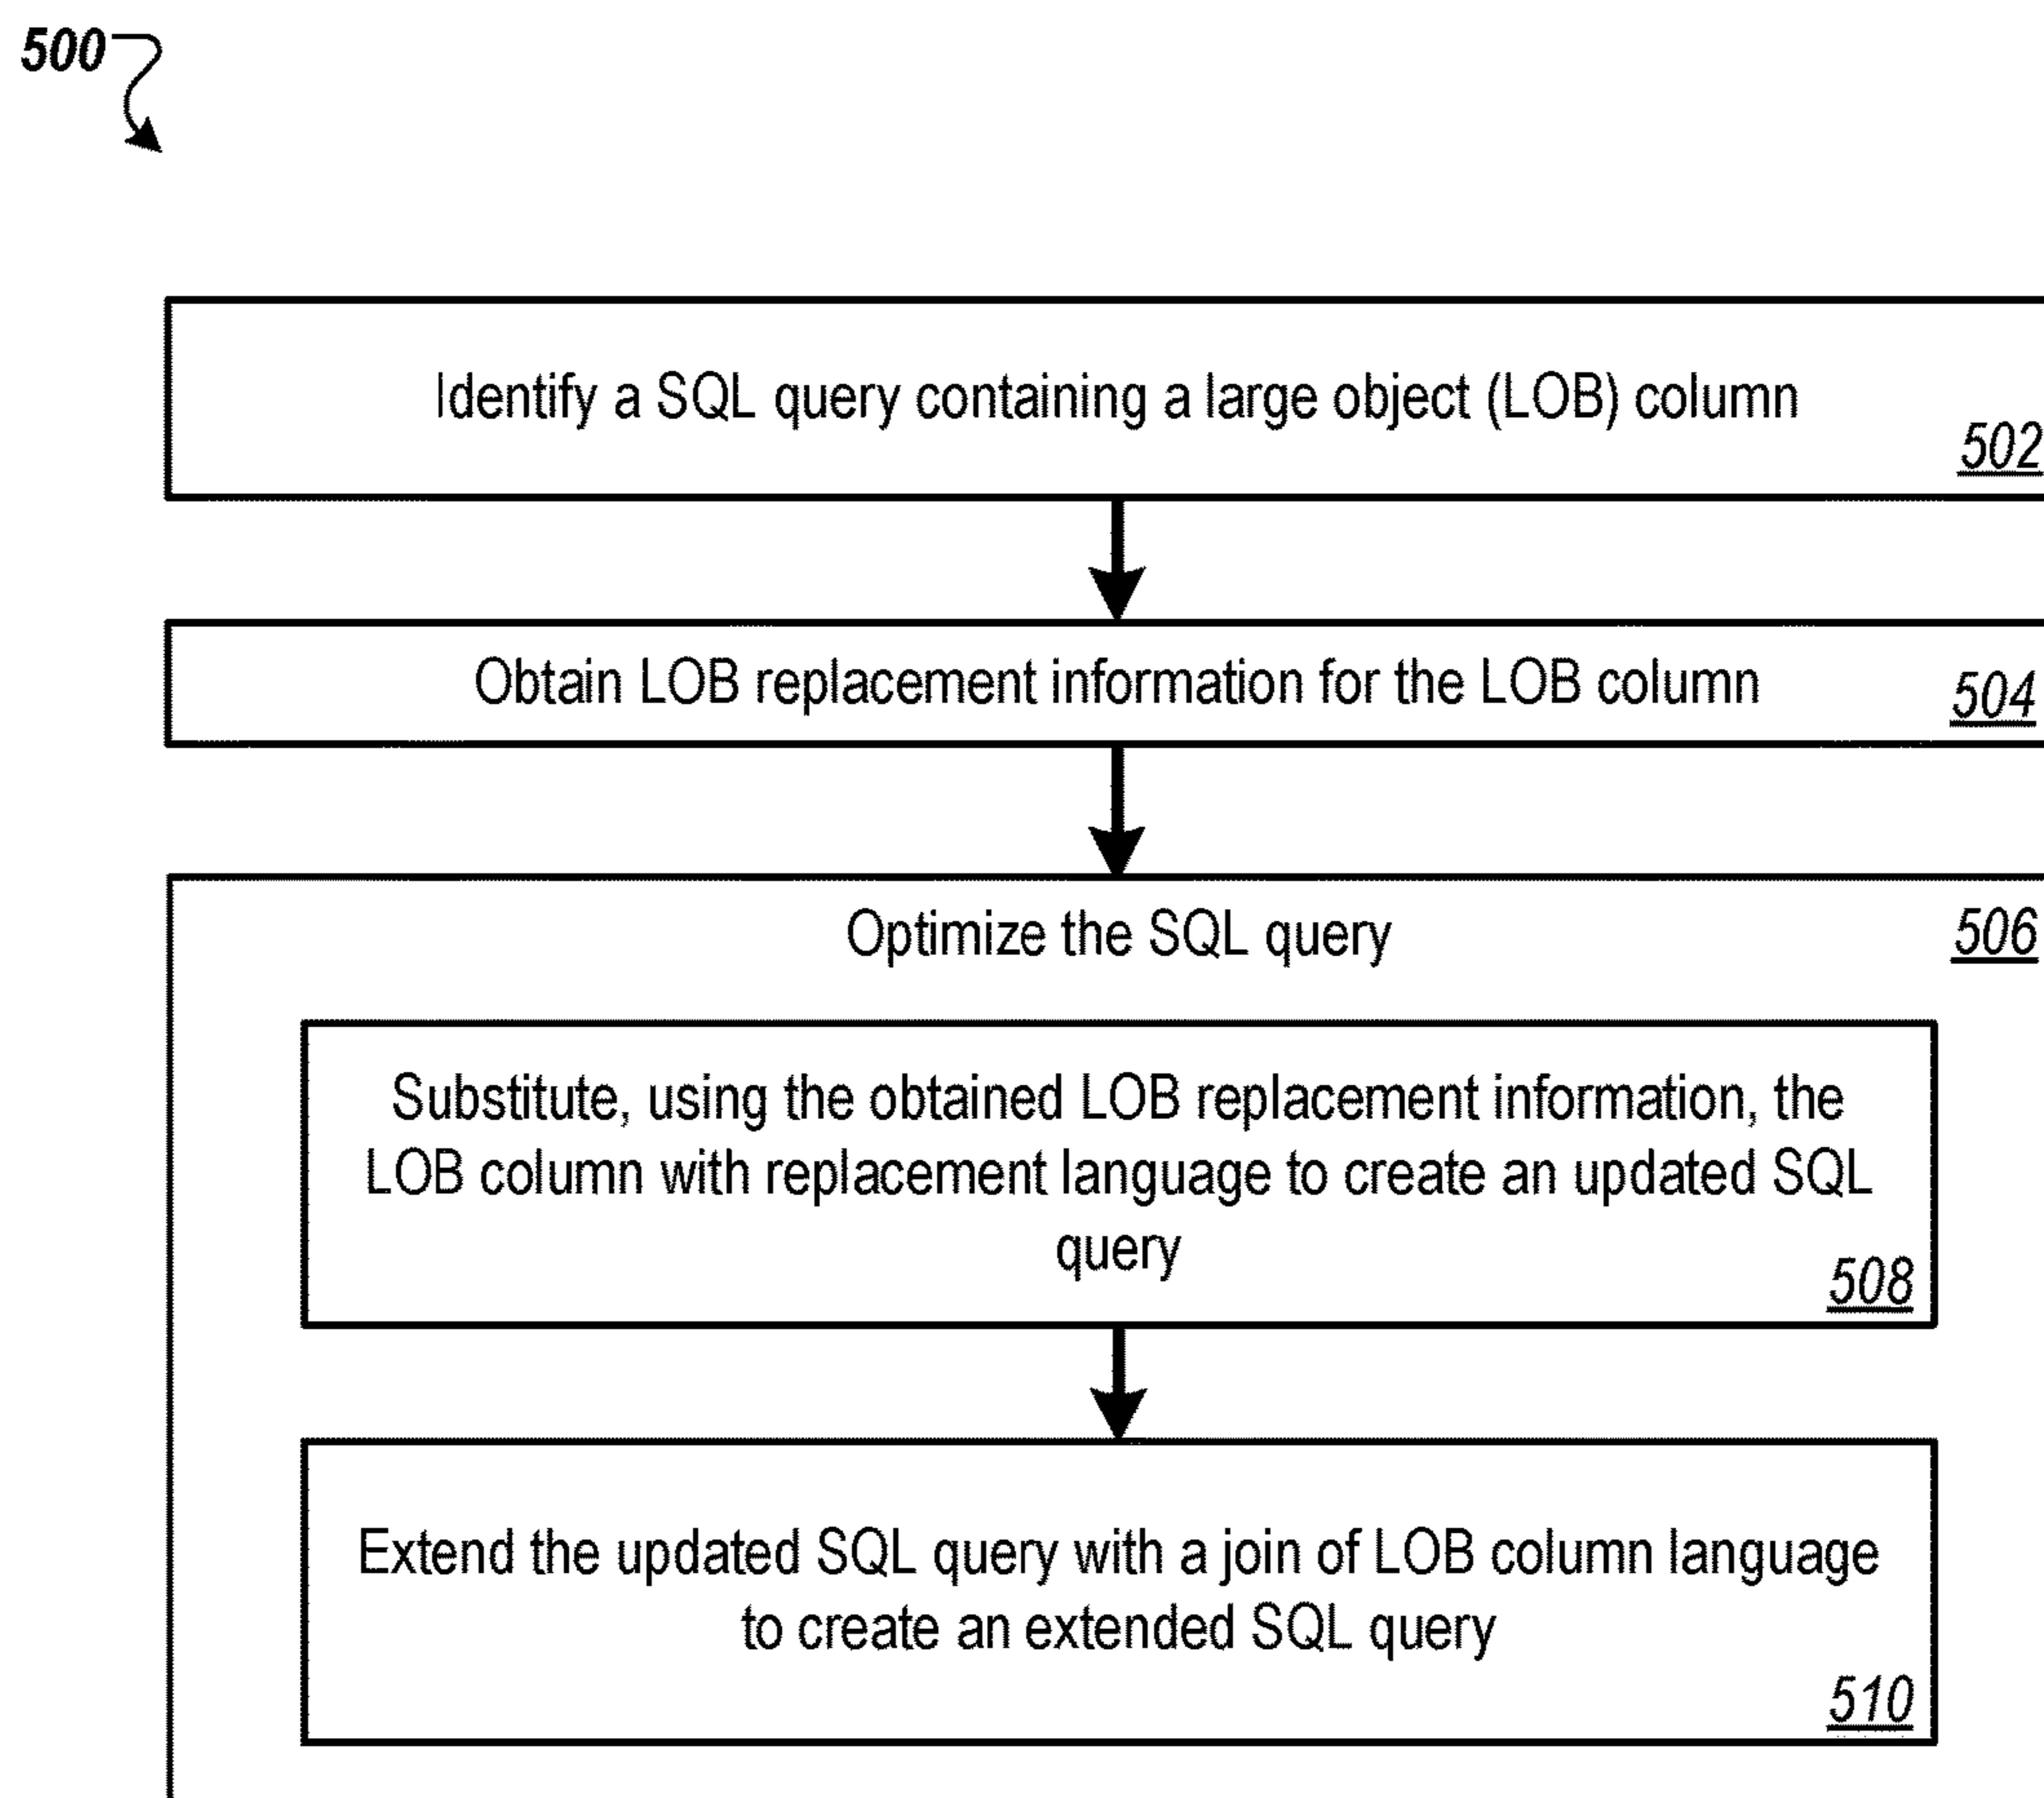 500
Identify a SQL query containing a large object (LOB) column
502
Obtain LOB replacement information for the LOB column
504
Optimize the SQL query
506
Substitute, using the obtained LOB replacement information, the
LOB column with replacement language to create an updated SQL
query
508
Extend the updated SQL query with a join of LOB column language
to create an extended SQL query
510